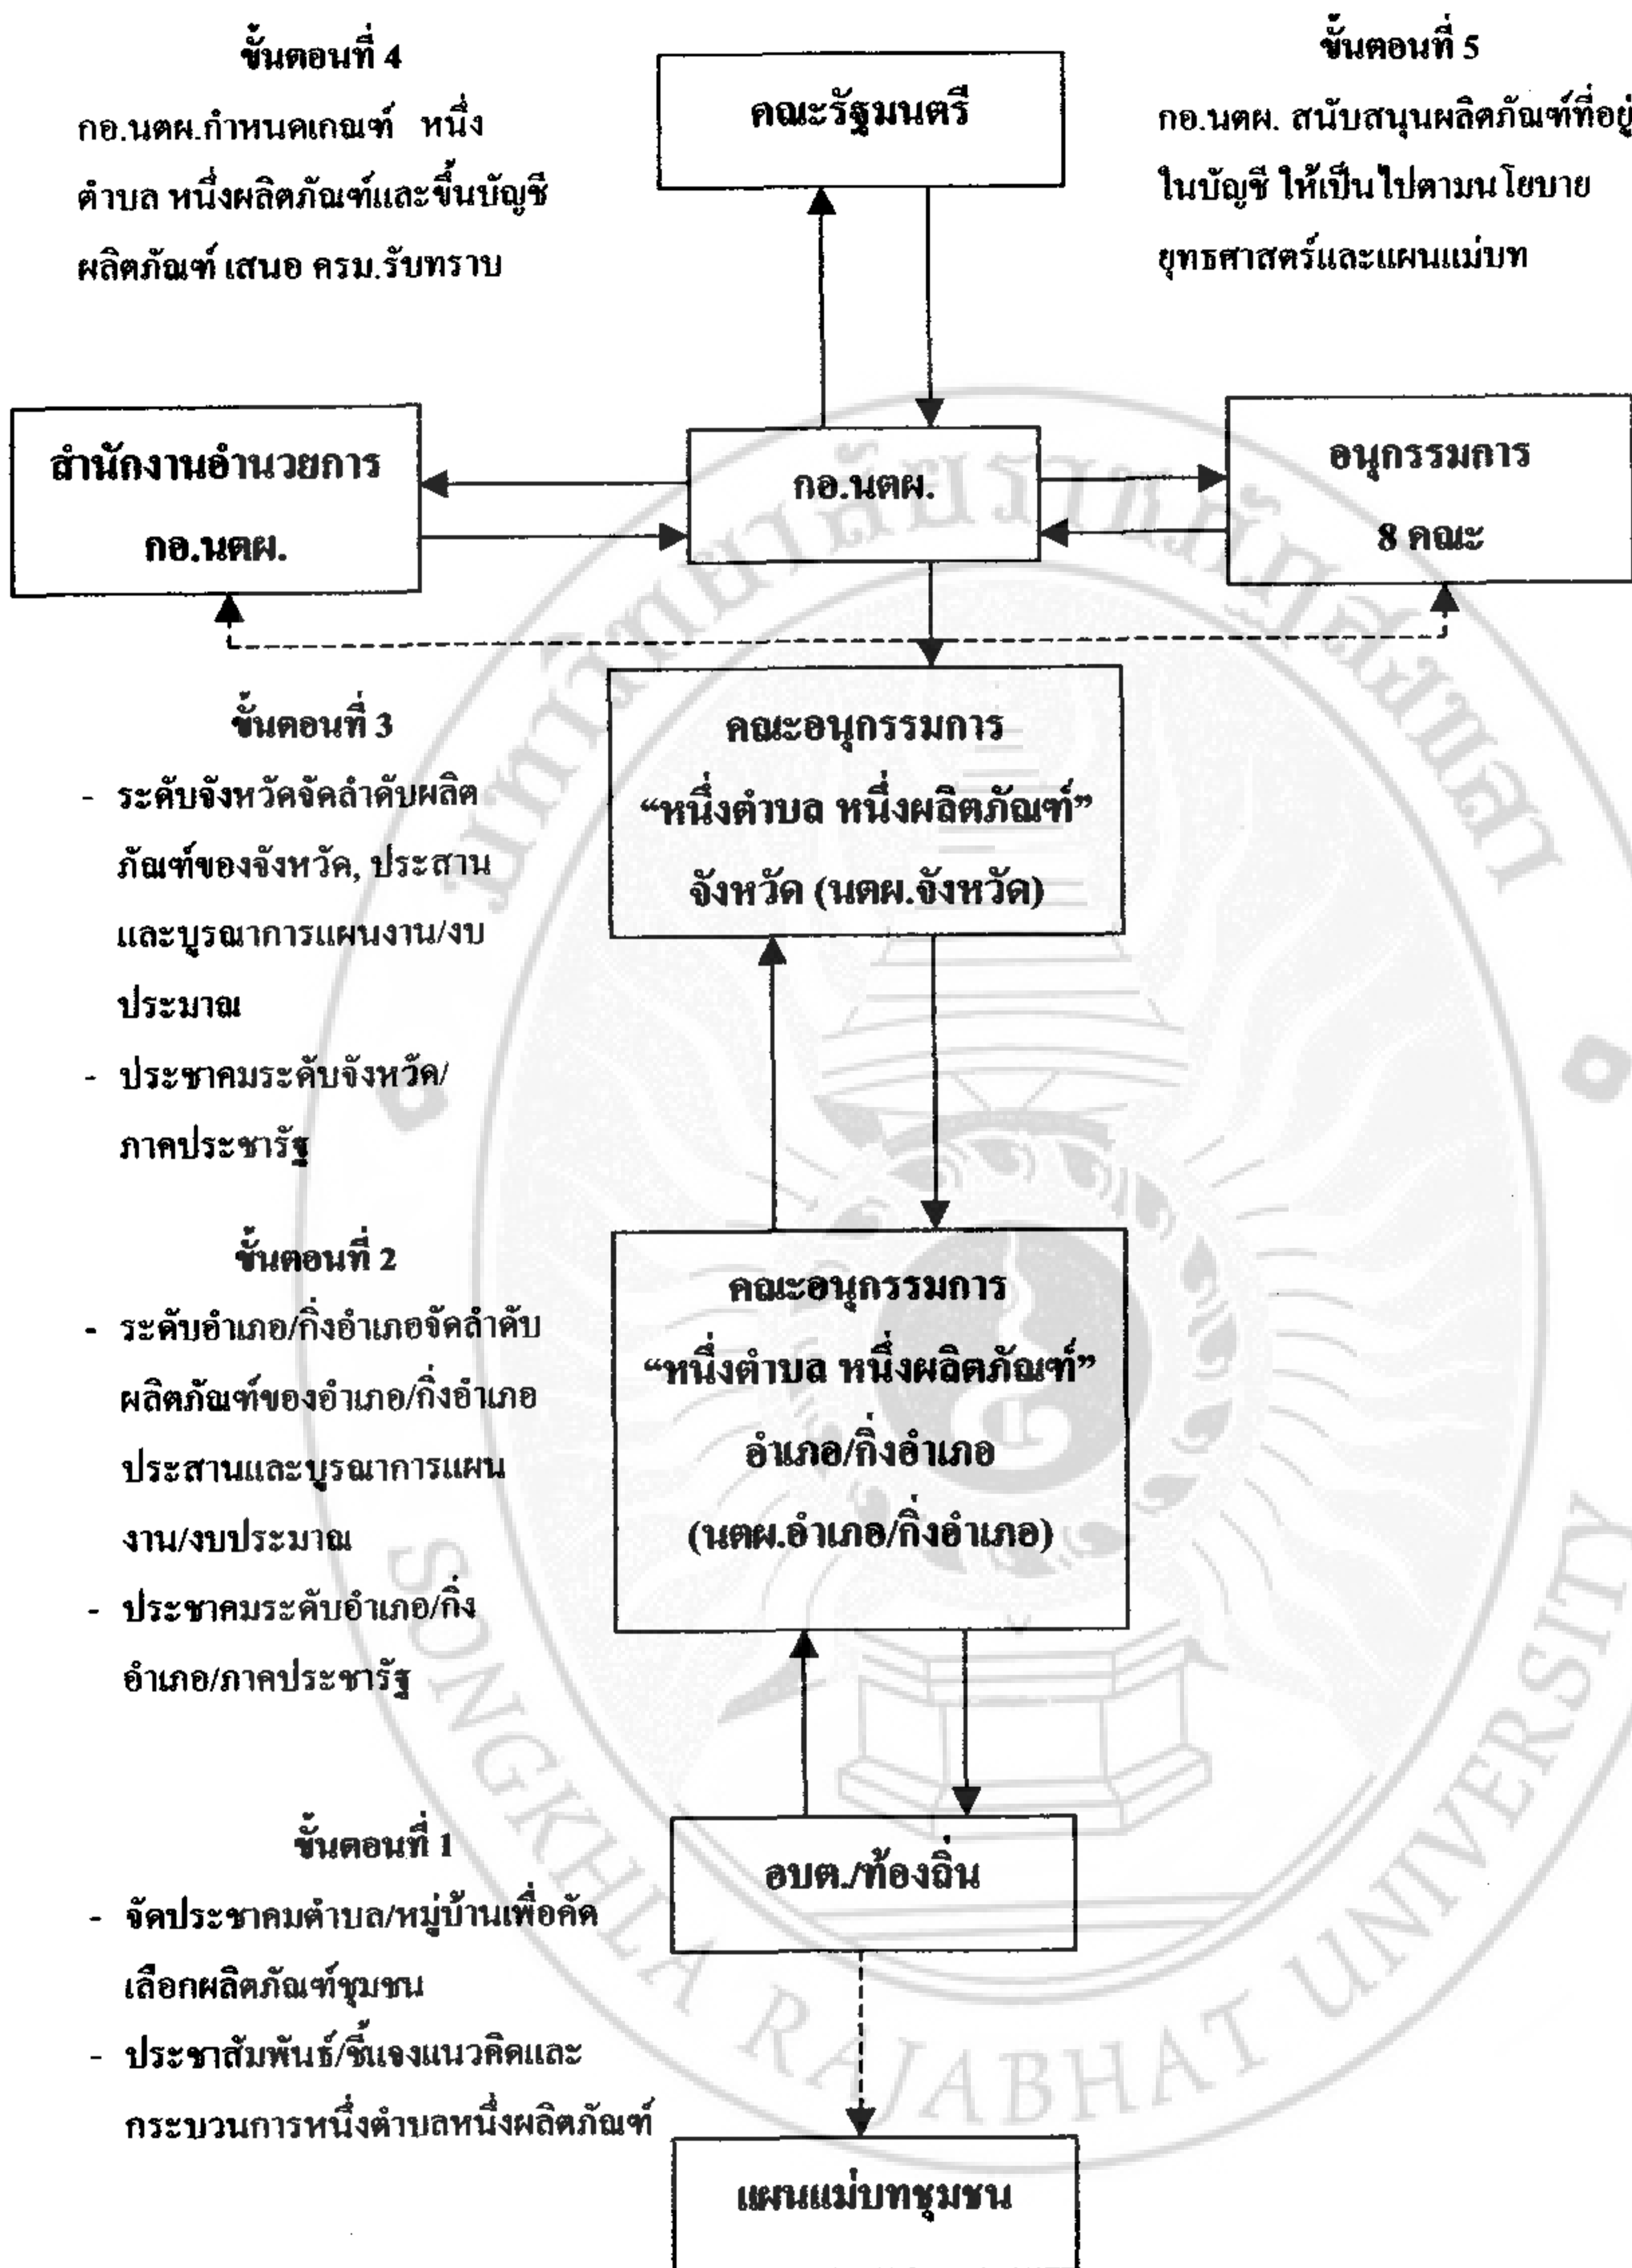 ขั้นตอนที่ 4
กอ.นตผ.กำหนดเกณฑ์ หนึ่ง
ตำบล หนึ่งผลิตภัณฑ์และขึ้นบัญชี
ผลิตภัณฑ์ เสนอ ครม.รับทราบ
คณะรัฐมนตรี
ขั้นตอนที่ 5
กอ.นตผ. สนับสนุนผลิตภัณฑ์ที่อยู่
ในบัญชี ให้เป็นไปตามนโยบาย
ยุทธศาสตร์และแผนแม่บท
สำนักงานอำนวยการ
กอ.นตผ.
กอ.นตผ.
อนุกรรมการ
8 คณะ
ขั้นตอนที่ 3
- ระดับจังหวัดจัดลำดับผลิต
ภัณฑ์ของจังหวัด, ประสาน
และบูรณาการแผนงาน/งบ
ประมาณ
- ประชาคมระดับจังหวัด/
ภาคประชารัฐ
คณะอนุกรรมการ
“หนึ่งตำบล หนึ่งผลิตภัณฑ์”
จังหวัด (นตผ.จังหวัด)
ขั้นตอนที่ 2
- ระดับอำเภอ/กิ่งอำเภอจัดลำดับ
ผลิตภัณฑ์ของอำเภอ/กิ่งอำเภอ
ประสานและบูรณาการแผน
งาน/งบประมาณ
- ประชาคมระดับอำเภอ/กิ่ง
อำเภอ/ภาคประชารัฐ
คณะอนุกรรมการ
“หนึ่งตำบล หนึ่งผลิตภัณฑ์”
อำเภอ/กิ่งอำเภอ
(นตผ.อำเภอ/กิ่งอำเภอ)
ขั้นตอนที่ 1
- จัดประชาคมตำบล/หมู่บ้านเพื่อคัด
เลือกผลิตภัณฑ์ชุมชน
- ประชาสัมพันธ์/ชี้แจงแนวคิดและ
กระบวนการหนึ่งตำบลหนึ่งผลิตภัณฑ์
อบต./ท้องถิ่น
แผนแม่บทชุมชน
มหาวิทยาลัยราชภัฏสงขลา
SONGKHLA RAJABHAT UNIVERSITY